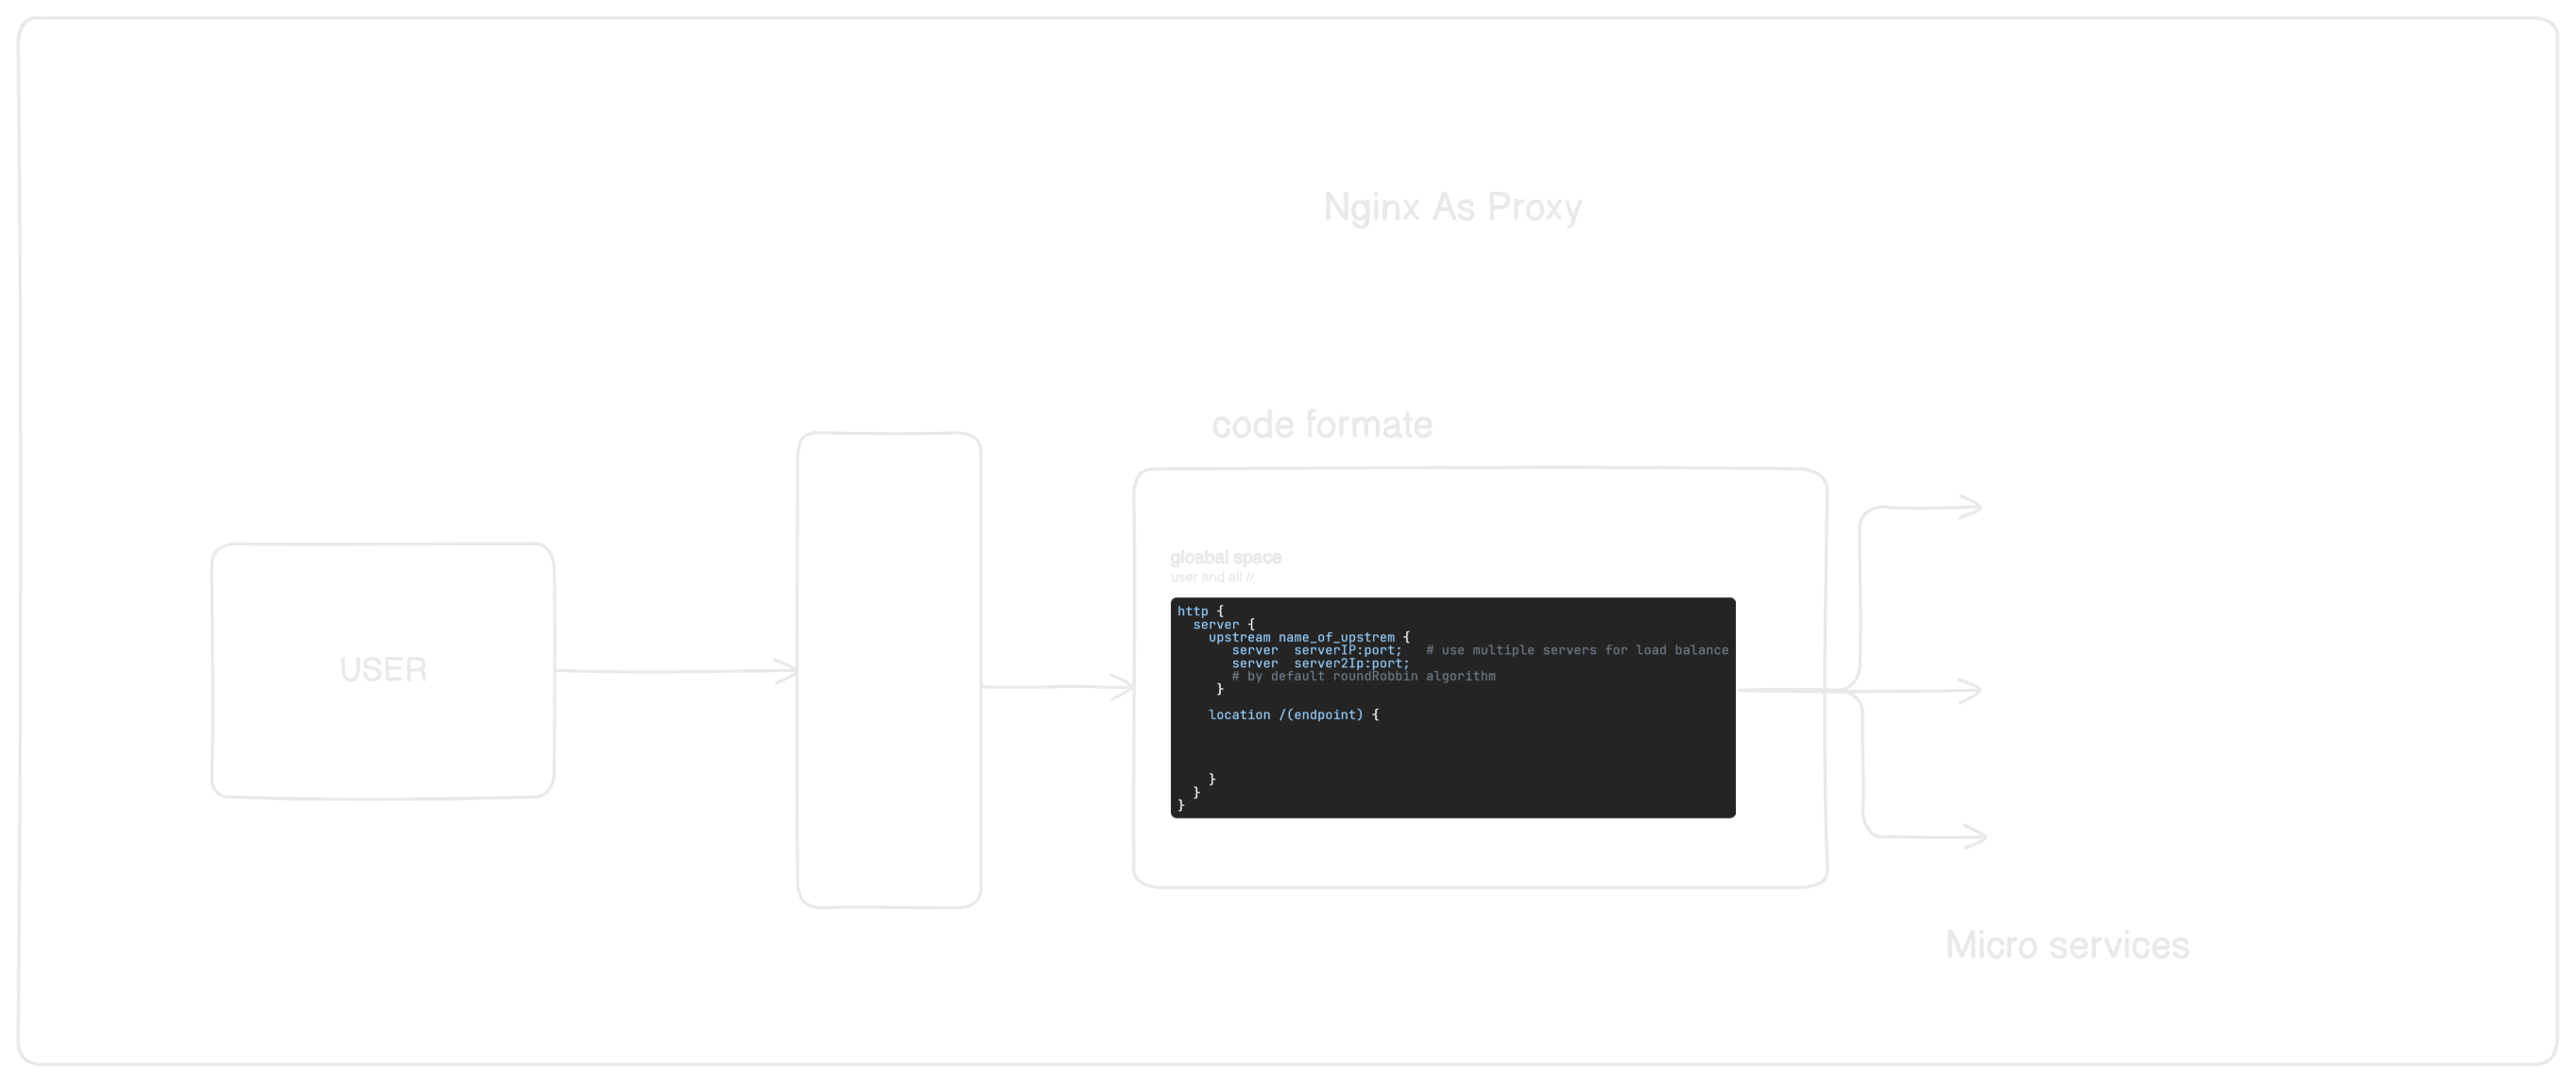 Nginx As Proxy
code formate
gloabal space
user and all //
http {
server {
upstream name_of_upstrem {
server  serverIP:port;   # use multiple servers for load balance
server  server2Ip:port;
# by default roundRobbin algorithm
}
location /(endpoint) {
}
}
}
USER
Micro services